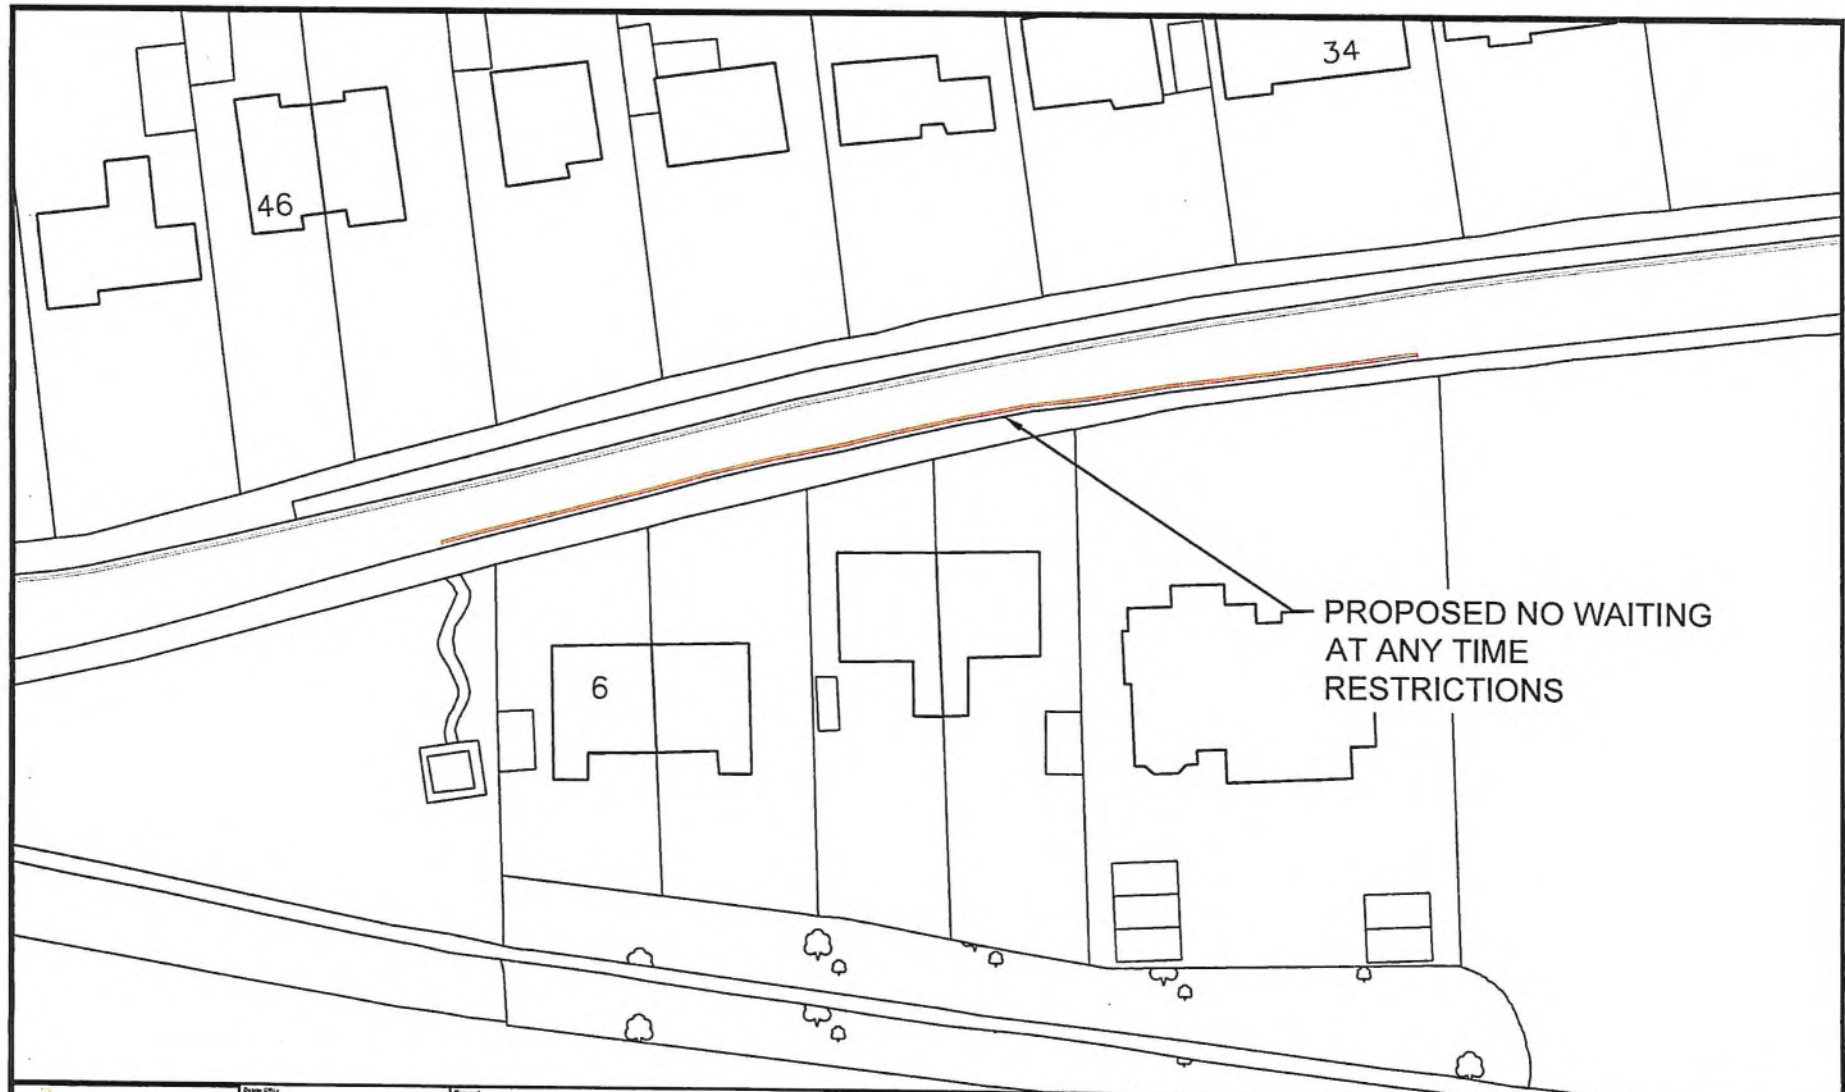 34
46
PROPOSED NO WAITING
AT ANY TIME
RESTRICTIONS
6